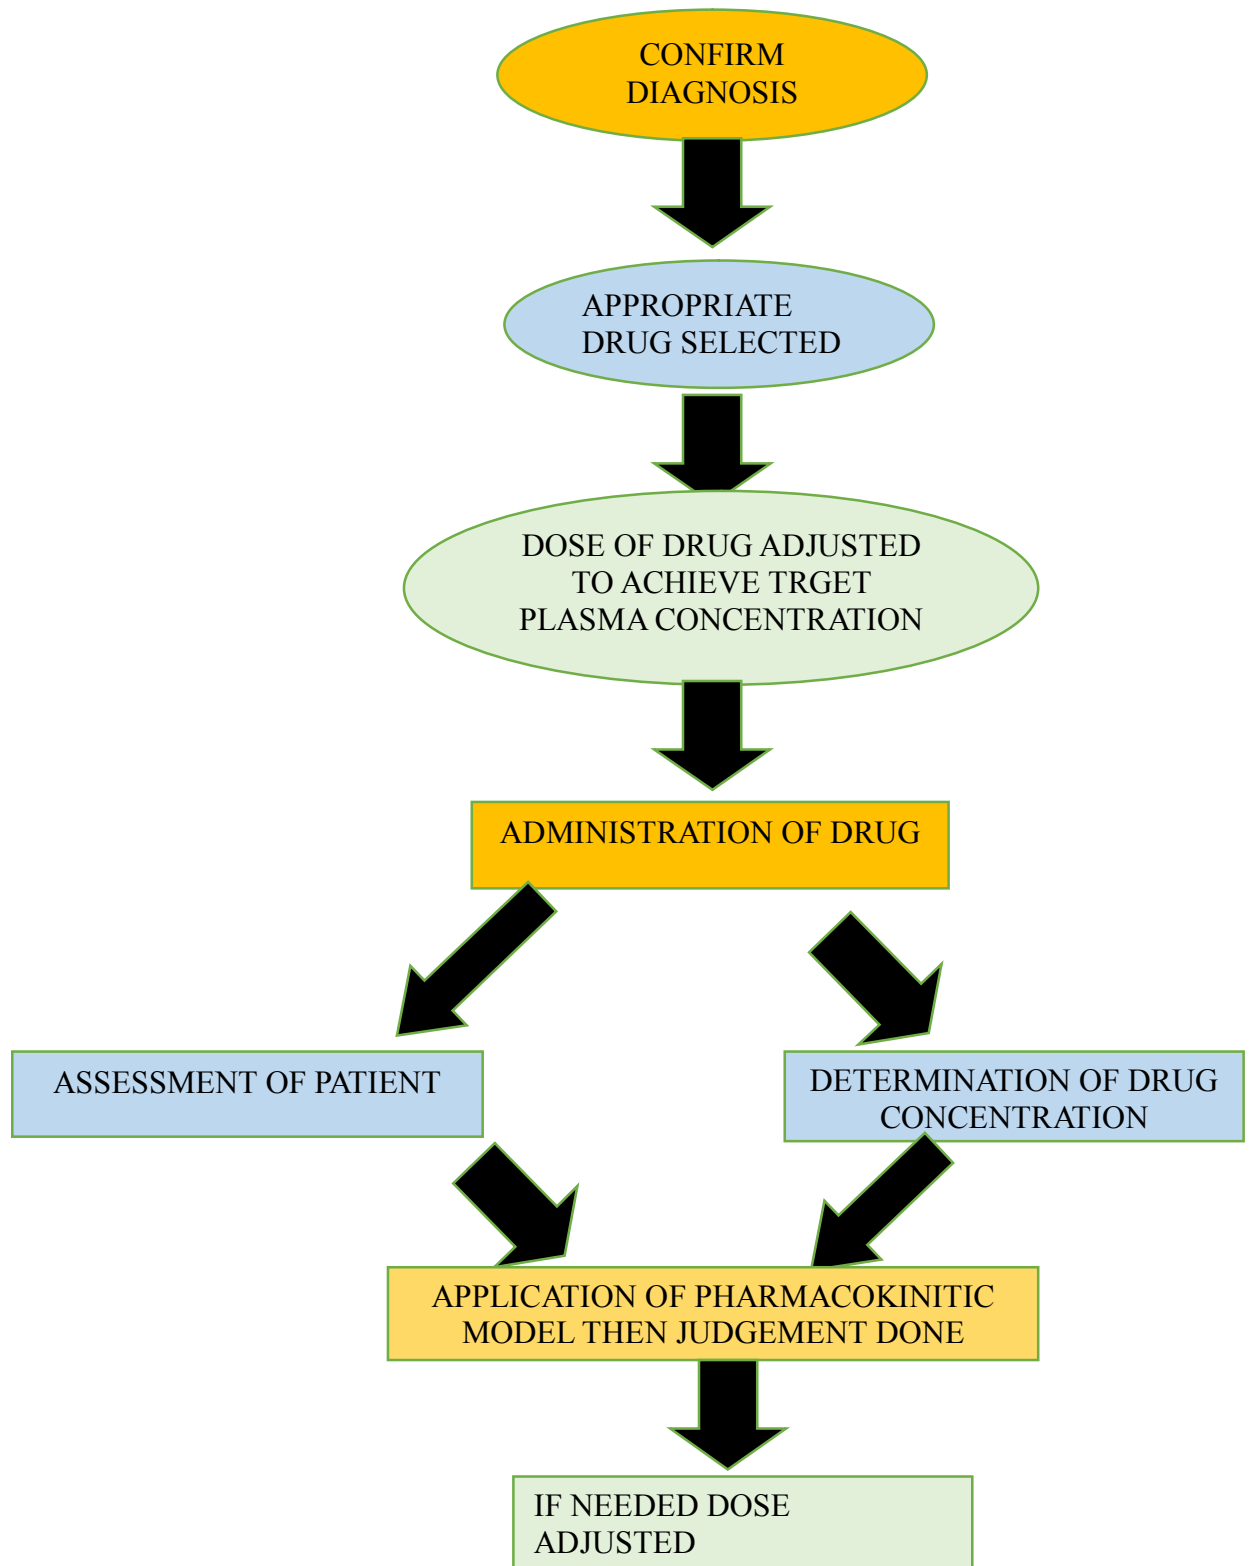 CONFIRM
DIAGNOSIS
APPROPRIATE
DRUG SELECTED
DOSE OF DRUG ADJUSTED
TO ACHIEVE TRGET
PLASMA CONCENTRATION
ADMINISTRATION OF DRUG
ASSESSMENT OF PATIENT
DETERMINATION OF DRUG
CONCENTRATION
APPLICATION OF PHARMACOKINITIC
MODEL THEN JUDGEMENT DONE
IF NEEDED DOSE
ADJUSTED